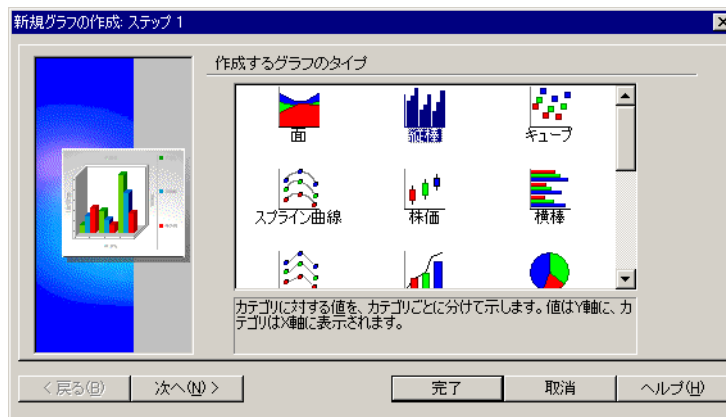 新規グラフの作成: ステップ 1
作成するグラフのタイプ
面
縦棒
キューブ
スプライン曲線
株価
横棒
カテゴリに対する値を、カテゴリごとに分けて示します。値はY軸に、カ
テゴリはX軸に表示されます。
< 戻る(B)
次へ(N) >
完了
取消
ヘルプ(H)